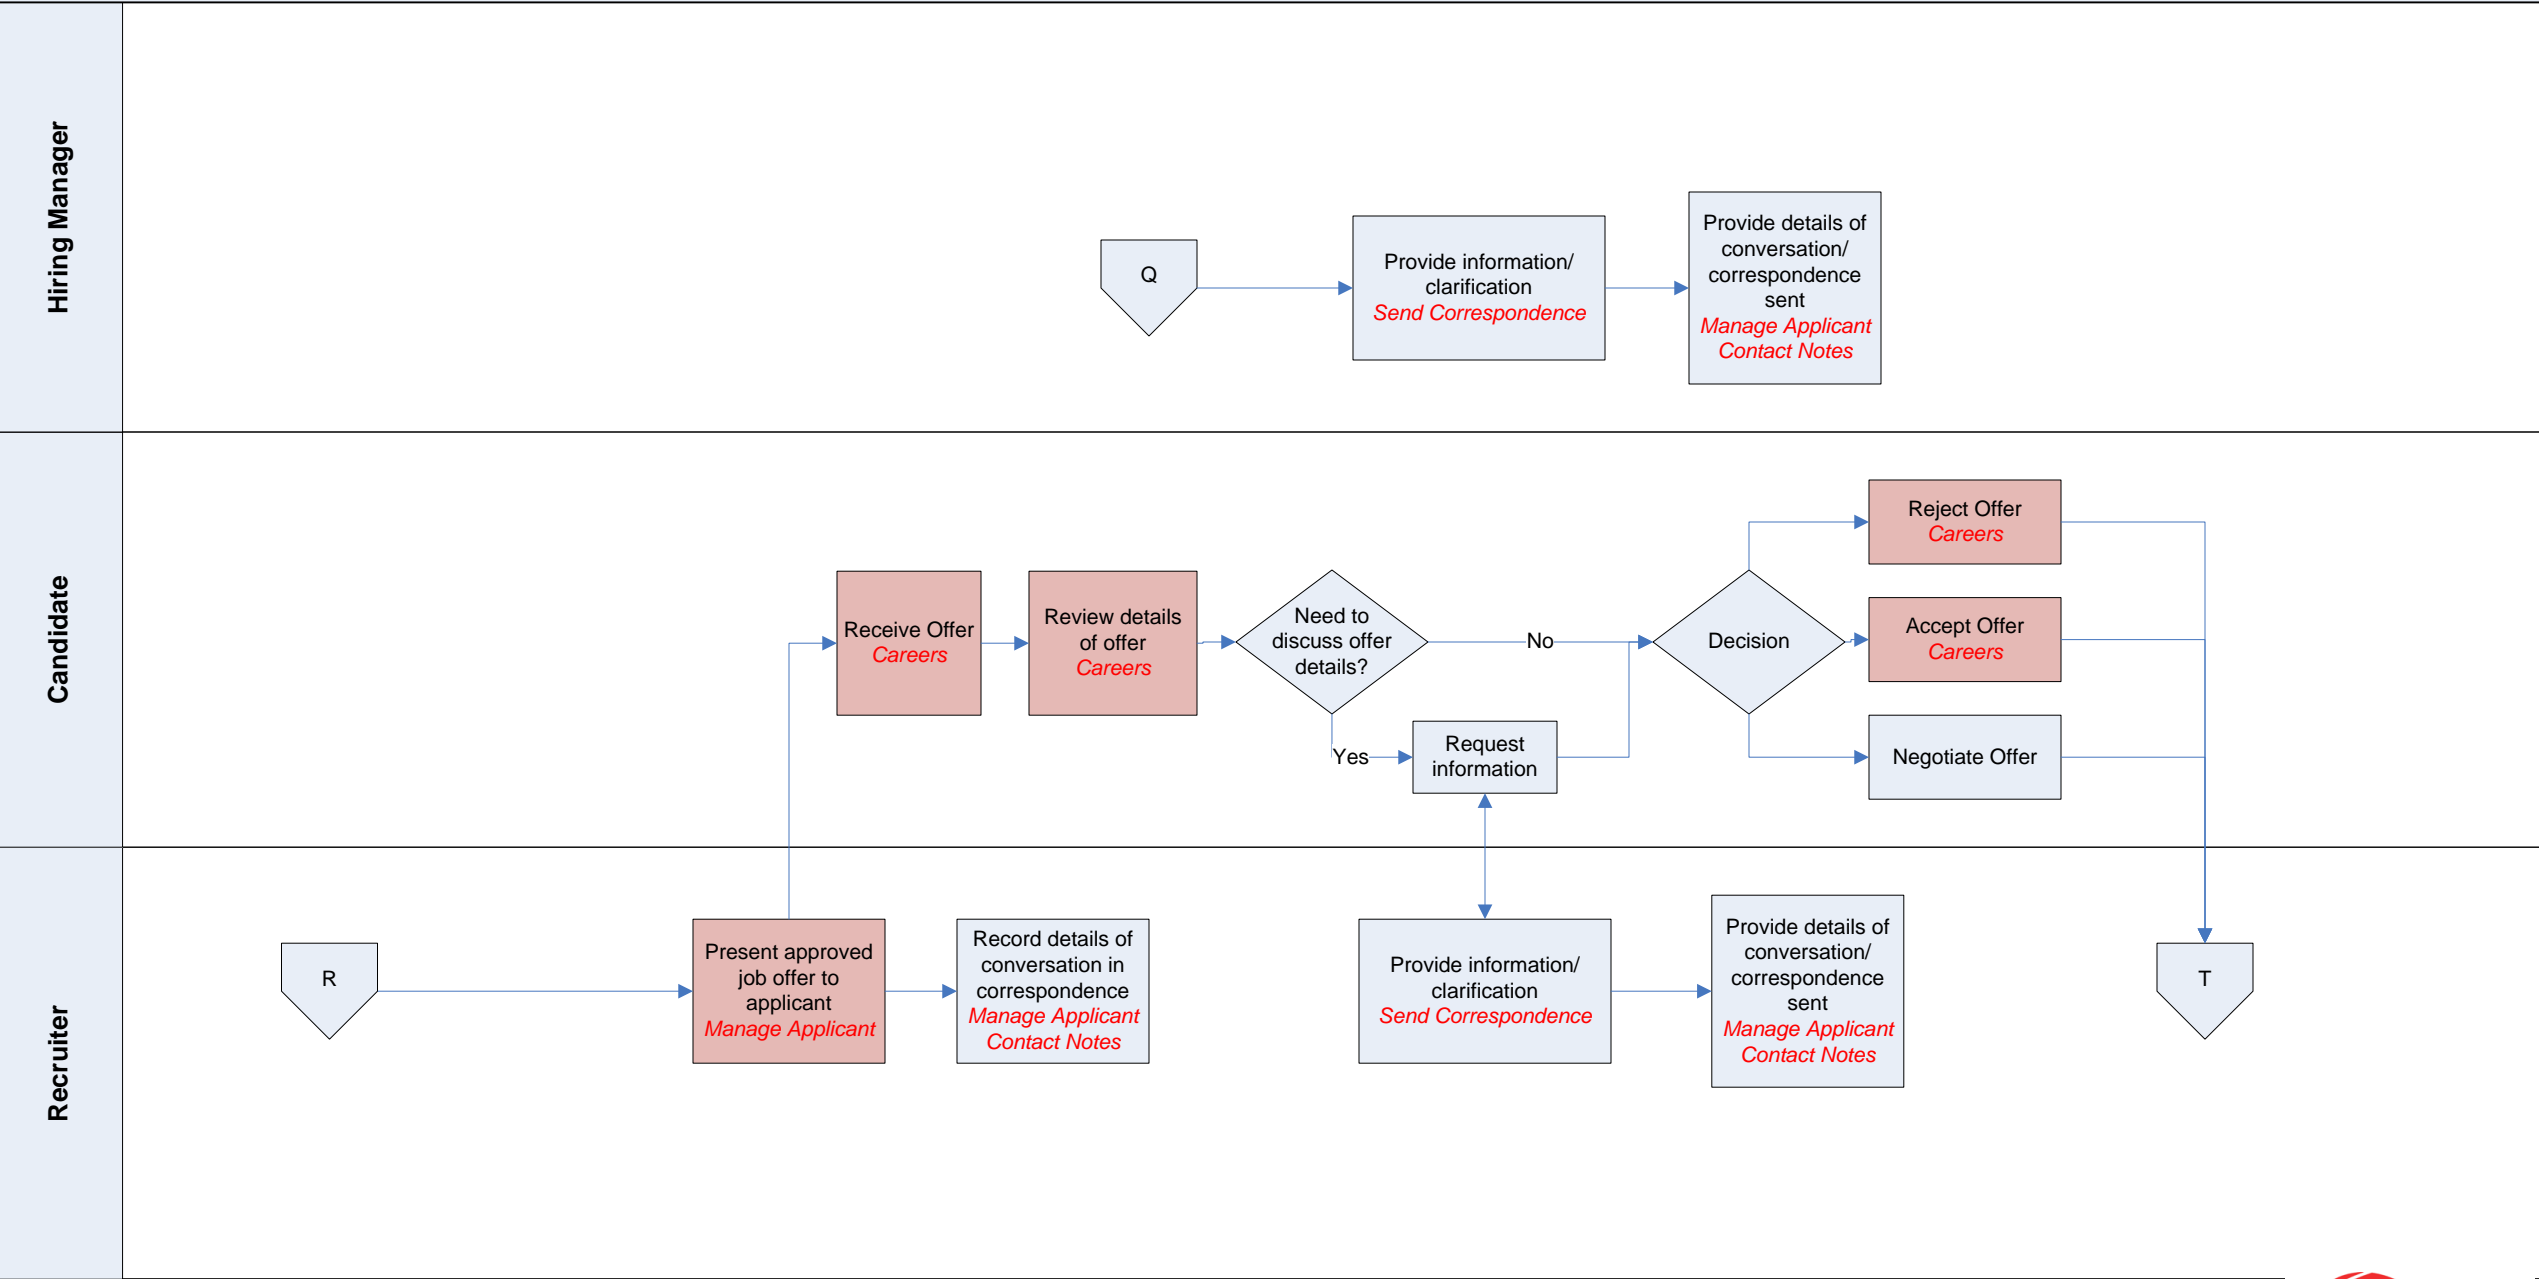 Hiring Manager
Q
Provide information/
clarification
Send Correspondence
Provide details of
conversation/
correspondence
sent
Manage Applicant
Contact Notes
Candidate
Receive Offer
Careers
Review details
of offer
Careers
Need to
discuss offer
details?
No
Yes
Request
information
Decision
Reject Offer
Careers
Accept Offer
Careers
Negotiate Offer
Recruiter
R
Present approved
job offer to
applicant
Manage Applicant
Record details of
conversation in
correspondence
Manage Applicant
Contact Notes
Provide information/
clarification
Send Correspondence
Provide details of
conversation/
correspondence
sent
Manage Applicant
Contact Notes
T